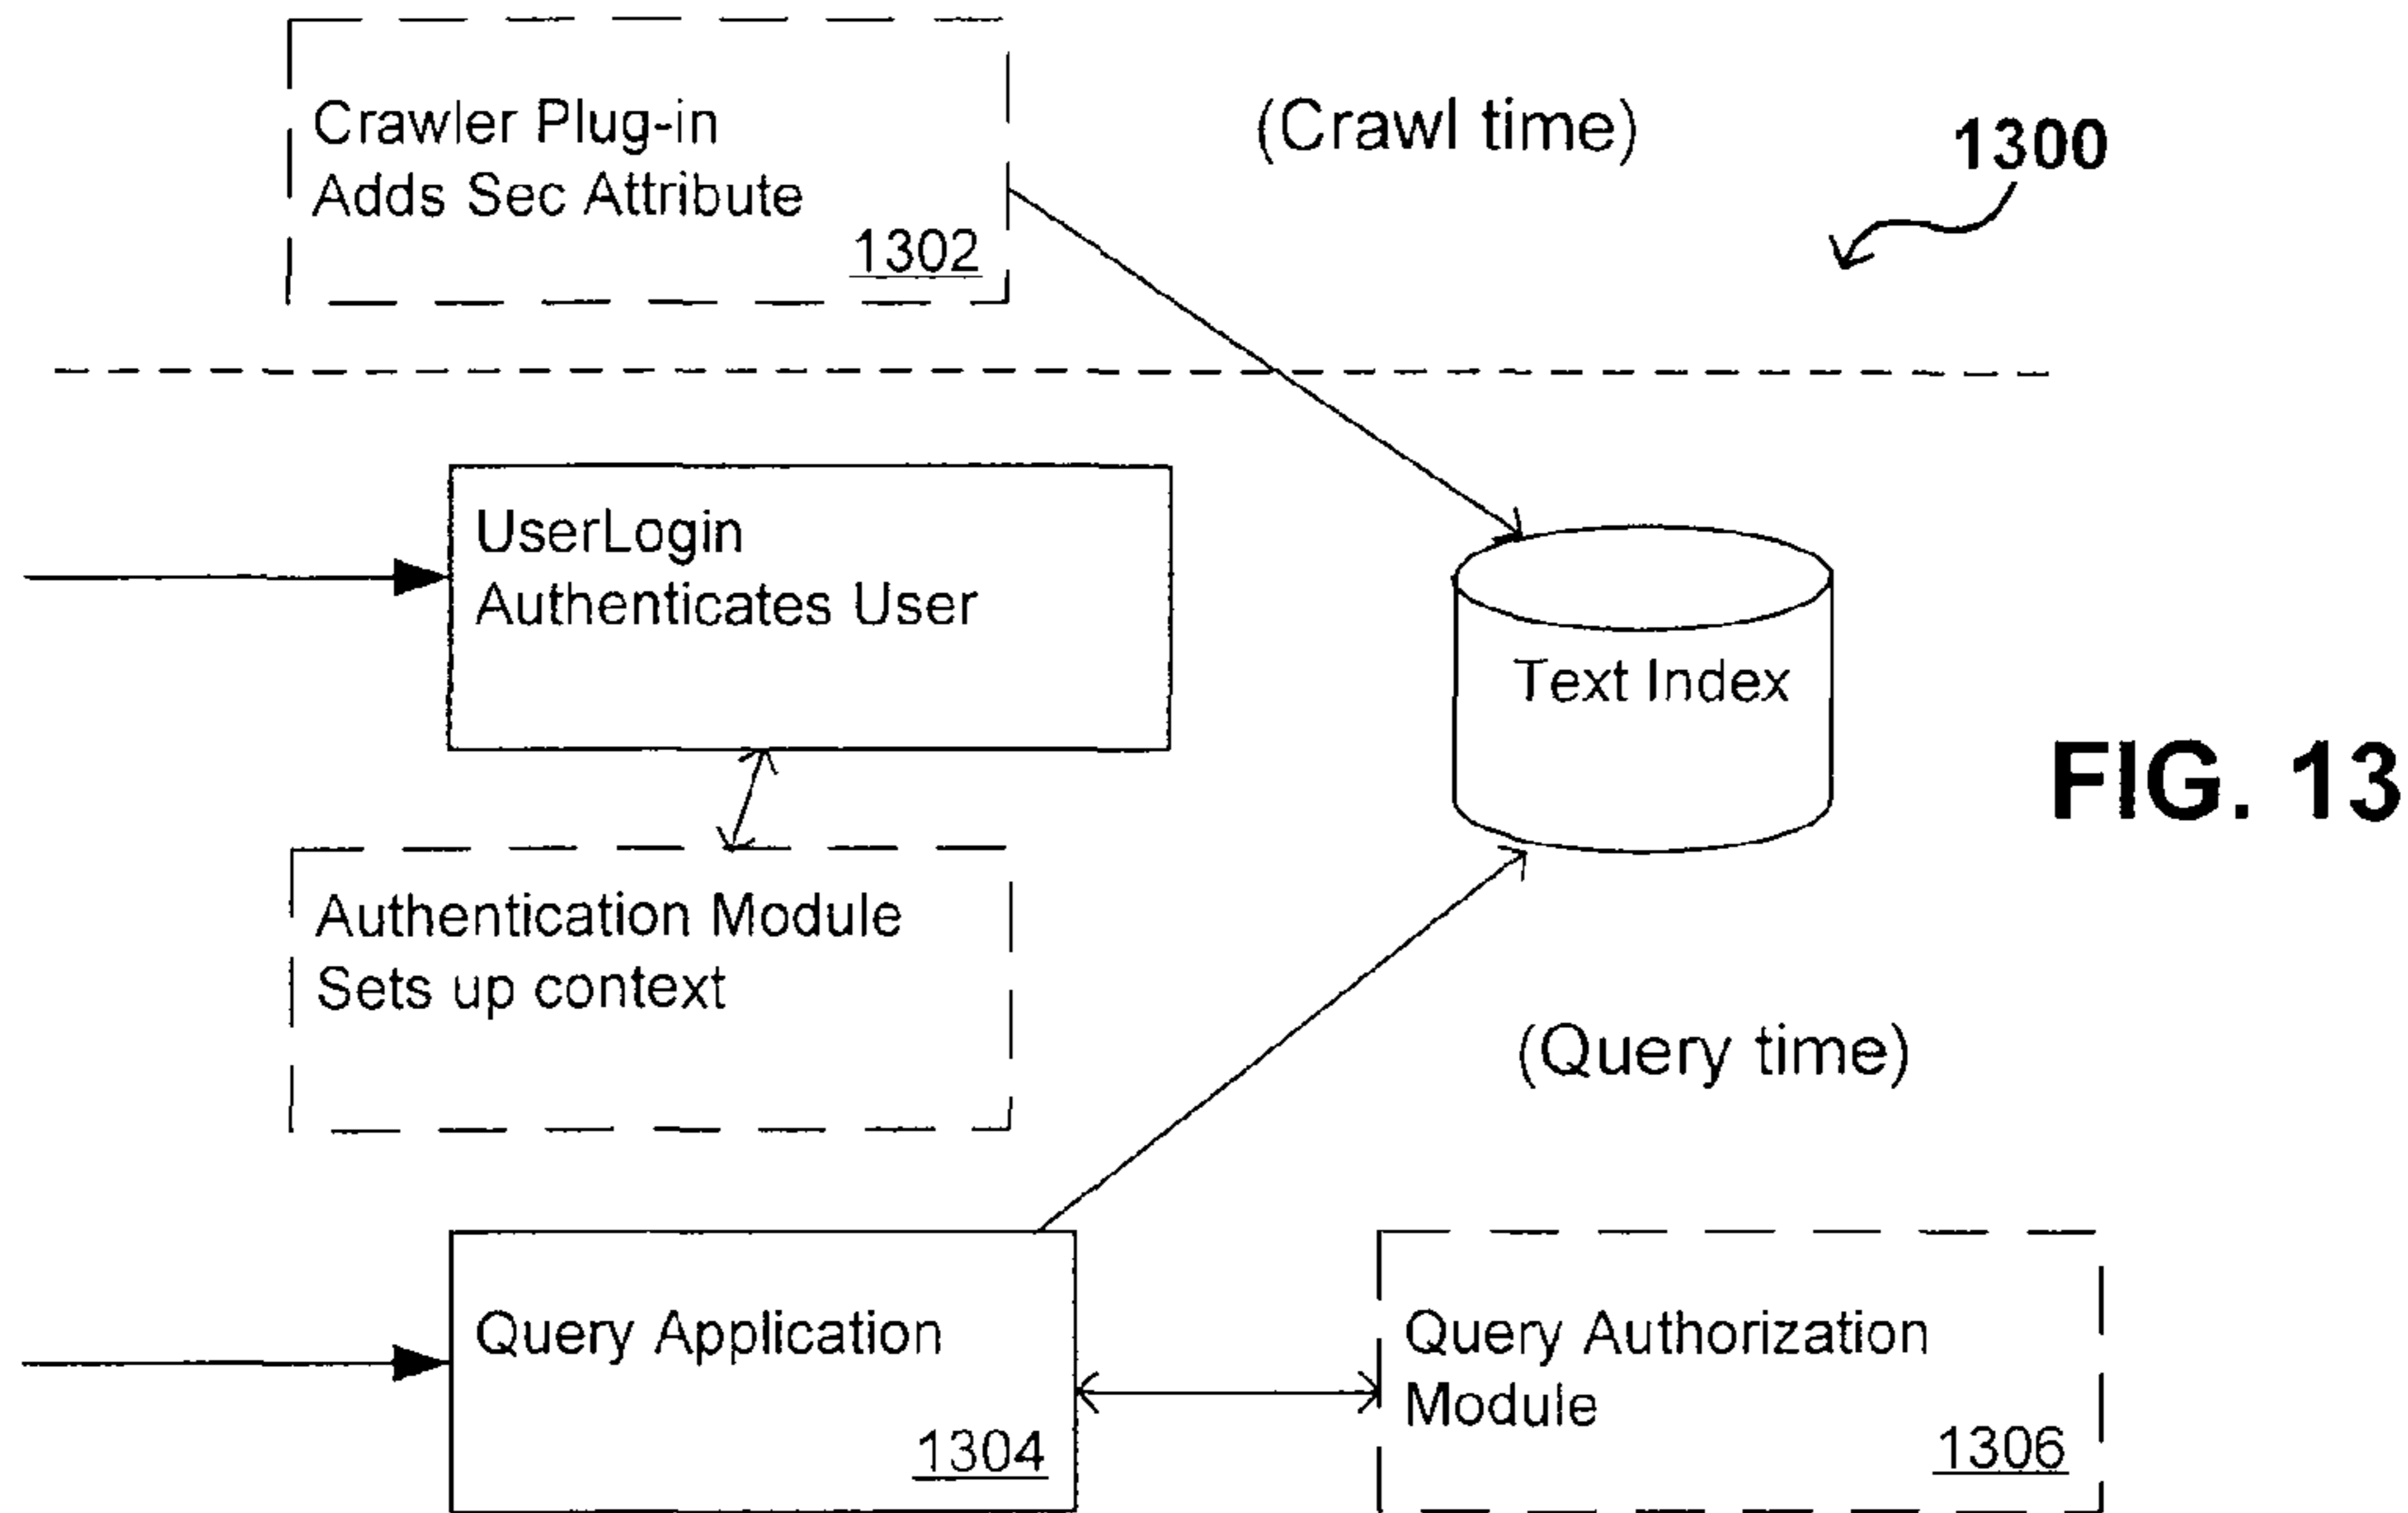 Crawler Plug-in
Adds Sec Attribute
1302
(Crawl time)
1300
UserLogin
Authenticates User
Text Index
FIG. 13
Authentication Module
Sets up context
(Query time)
Query Application
1304
Query Authorization
Module
1306